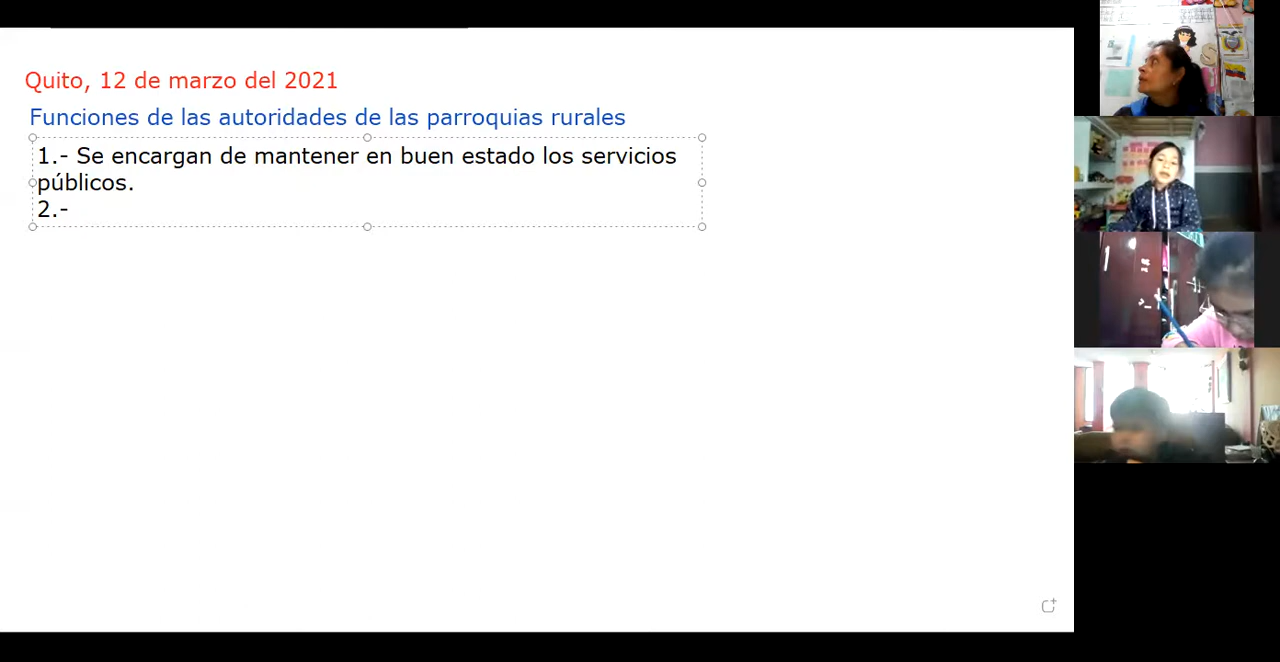 Quito, 12 de marzo del 2021
Funciones de las autoridades de las parroquias rurales
1.- Se encargan de mantener en buen estado los servicios
públicos.
2.-